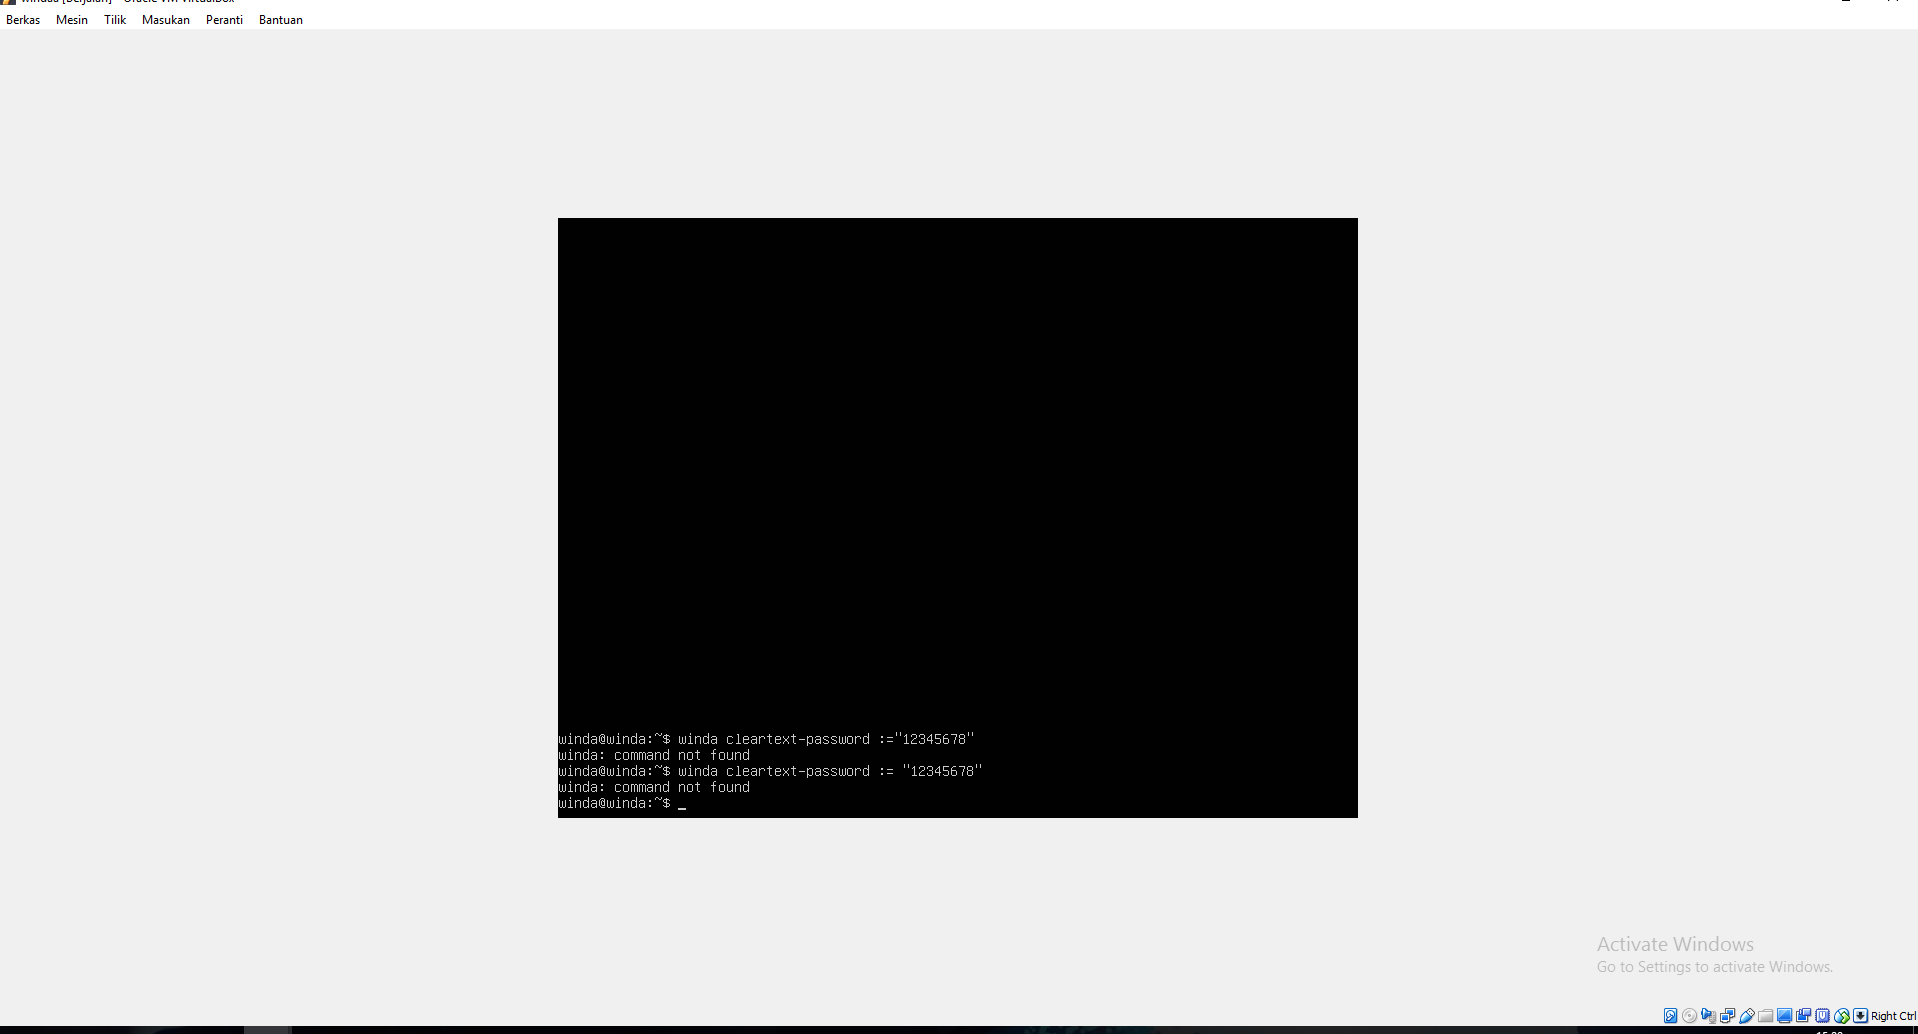 Berkas Mesin Tilik Masukan Peranti Bantuan
winda@winda:~$ winda cleartext-password :="12345678"
winda: command not found
winda@winda:~$ winda cleartext-password := "12345678"
winda: command not found
winda@winda:~$ _
Activate Windows
Go to Settings to activate Windows.
Right Ctrl